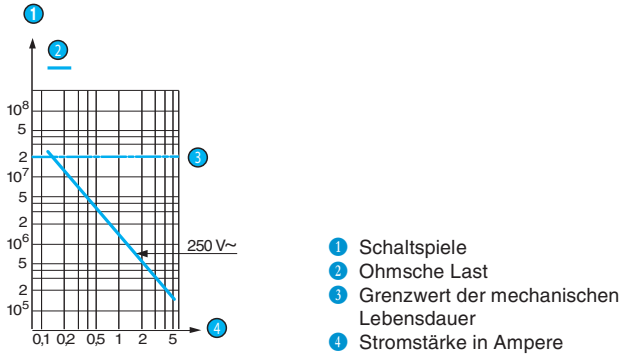 1
2
10⁸
5
2
3
10⁷
5
2
10⁶
250 V~
5
2
10⁵
0,1 0,2 0,5 1 2 5
4
1 Schaltspiele
2 Ohmsche Last
3 Grenzwert der mechanischen
Lebensdauer
4 Stromstärke in Ampere